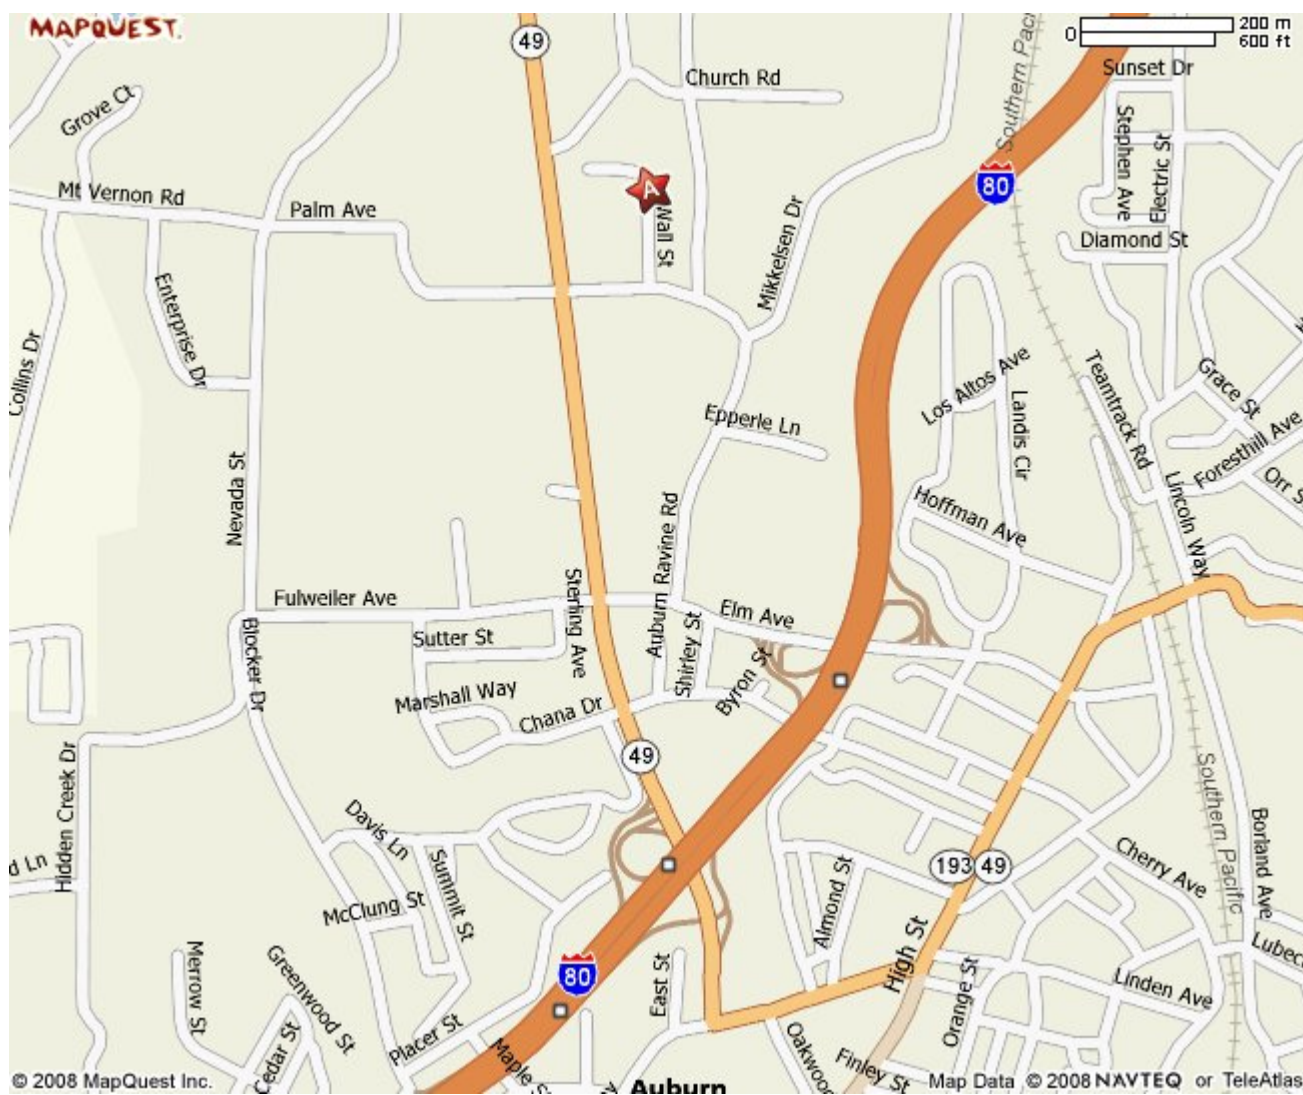 MAPQUEST.
49
200 m
0
600 ft
Southern Paci
Sunset Dr
Church Rd
Grove Ct
Stephen Ave
Electric St
80
A
Mt Vernon Rd
Palm Ave
Wall St
Mikkelsen Dr
Diamond St
Enterprise Dr
Collins Dr
Los Altos Ave
Landis Cir
Teamtrack Rd
Grace St
Epperle Ln
Foresthill Ave
Orr S
Nevada St
Hoffman Ave
Lincoln Way
Auburn Ravine Rd
Sterling Ave
Fulweiler Ave
Elm Ave
Sutter St
Shirley St
Byron St
Blocker Dr
Marshall Way
Chana Dr
49
Hidden Creek Dr
Southern Pacific
Davis Ln
Summit St
Borland Ave
Cherry Ave
d Ln
193
49
Almond St
McClung St
High St
Merrow St
Greenwood St
80
East St
Orange St
Linden Ave
Lubec
Cedar St
Placer St
Maple S
Oakwoo
Finley St
Auburn
© 2008 MapQuest Inc.
Map Data © 2008 NAVTEQ or TeleAtlas